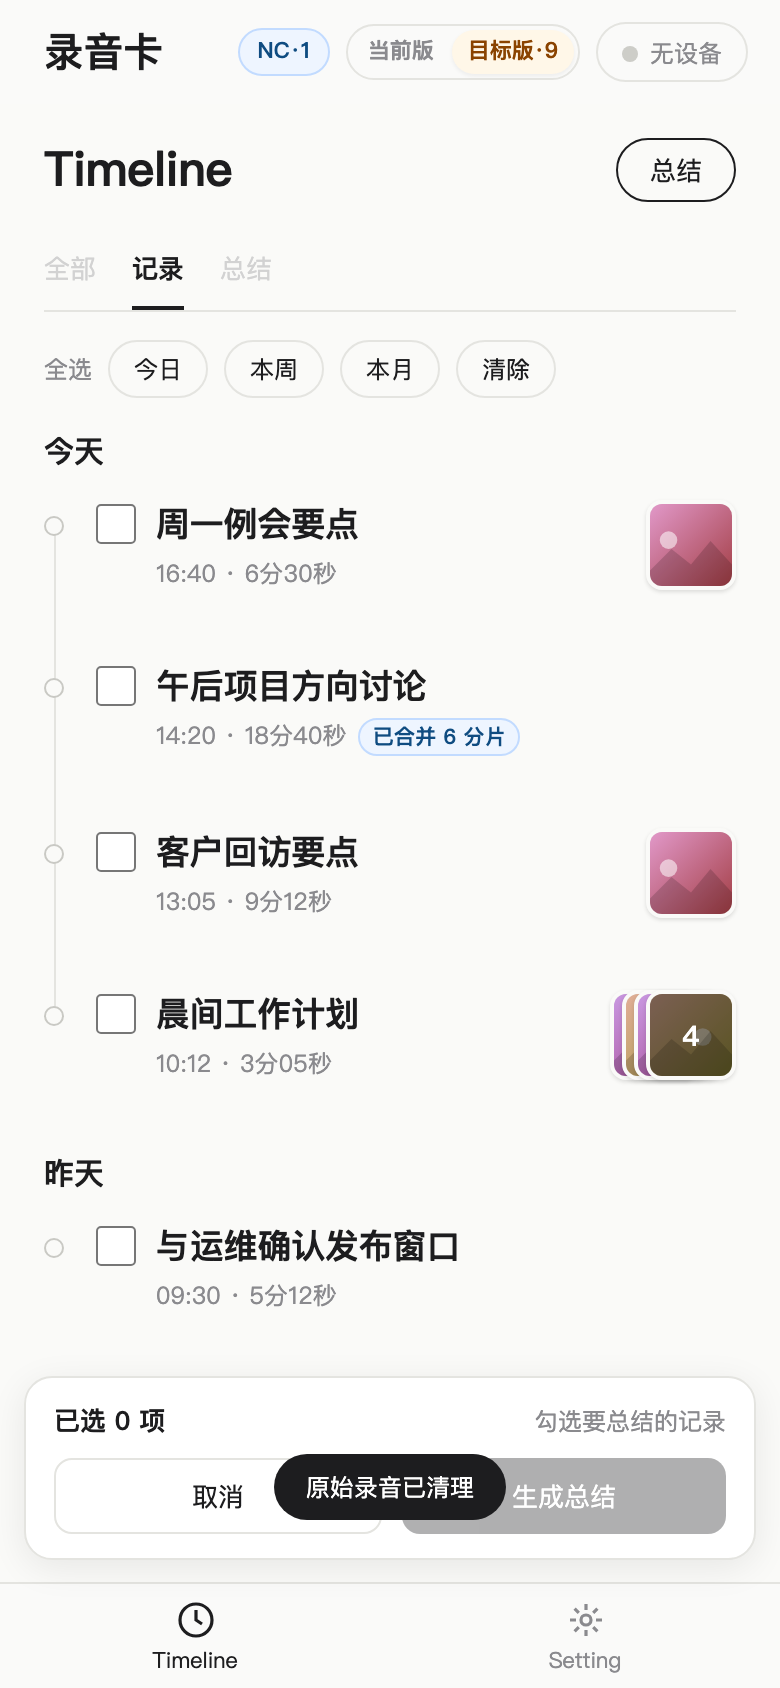 录音卡 NC·1 当前版 目标版·9 无设备
Timeline 总结
全部 记录 总结
全选 今日 本周 本月 清除
今天
周一例会要点
16:40 · 6分30秒
午后项目方向讨论
14:20 · 18分40秒 已合并 6 分片
客户回访要点
13:05 · 9分12秒
晨间工作计划
4
10:12 · 3分05秒
昨天
与运维确认发布窗口
09:30 · 5分12秒
已选 0 项 勾选要总结的记录
取消 原始录音已清理 生成总结
Timeline Setting